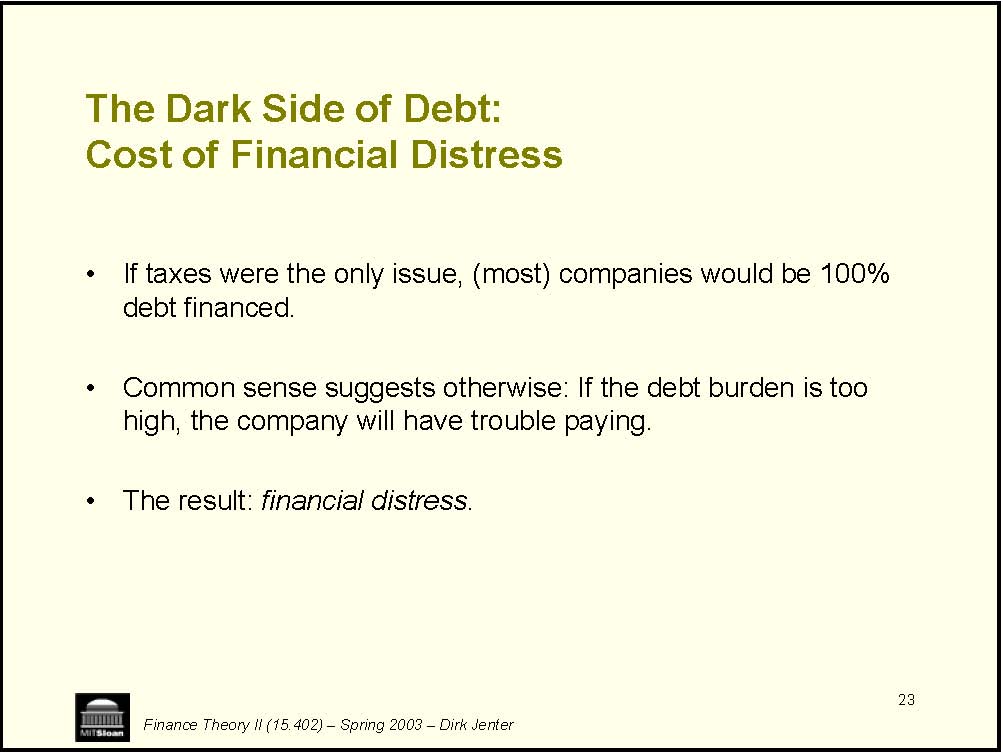 The Dark Side of Debt:
Cost of Financial Distress
• If taxes were the only issue, (most) companies would be 100%
debt financed.
• Common sense suggests otherwise: If the debt burden is too
high, the company will have trouble paying.
• The result: financial distress.
23
MITSloan
Finance Theory II (15.402) – Spring 2003 – Dirk Jenter